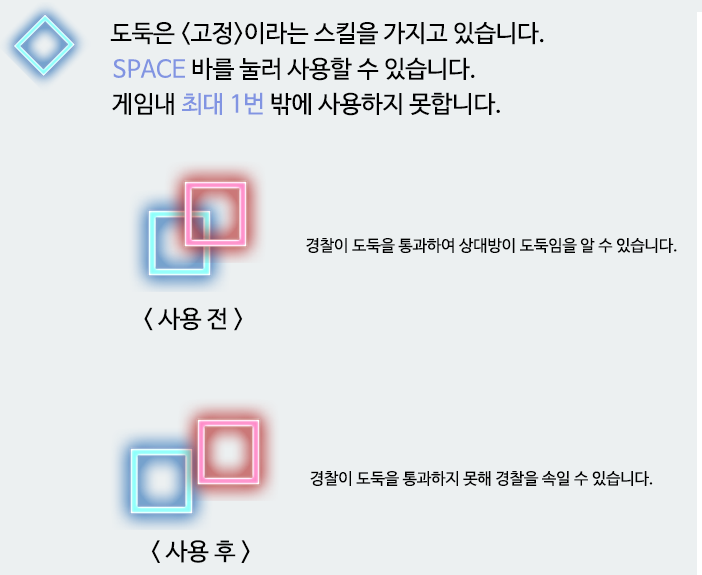 도둑은 〈고정〉이라는 스킬을 가지고 있습니다.
SPACE 바를 눌러 사용할 수 있습니다.
게임내 최대 1번 밖에 사용하지 못합니다.
경찰이 도둑을 통과하여 상대방이 도둑임을 알 수 있습니다.
〈 사용 전 〉
경찰이 도둑을 통과하지 못해 경찰을 속일 수 있습니다.
〈 사용 후 〉